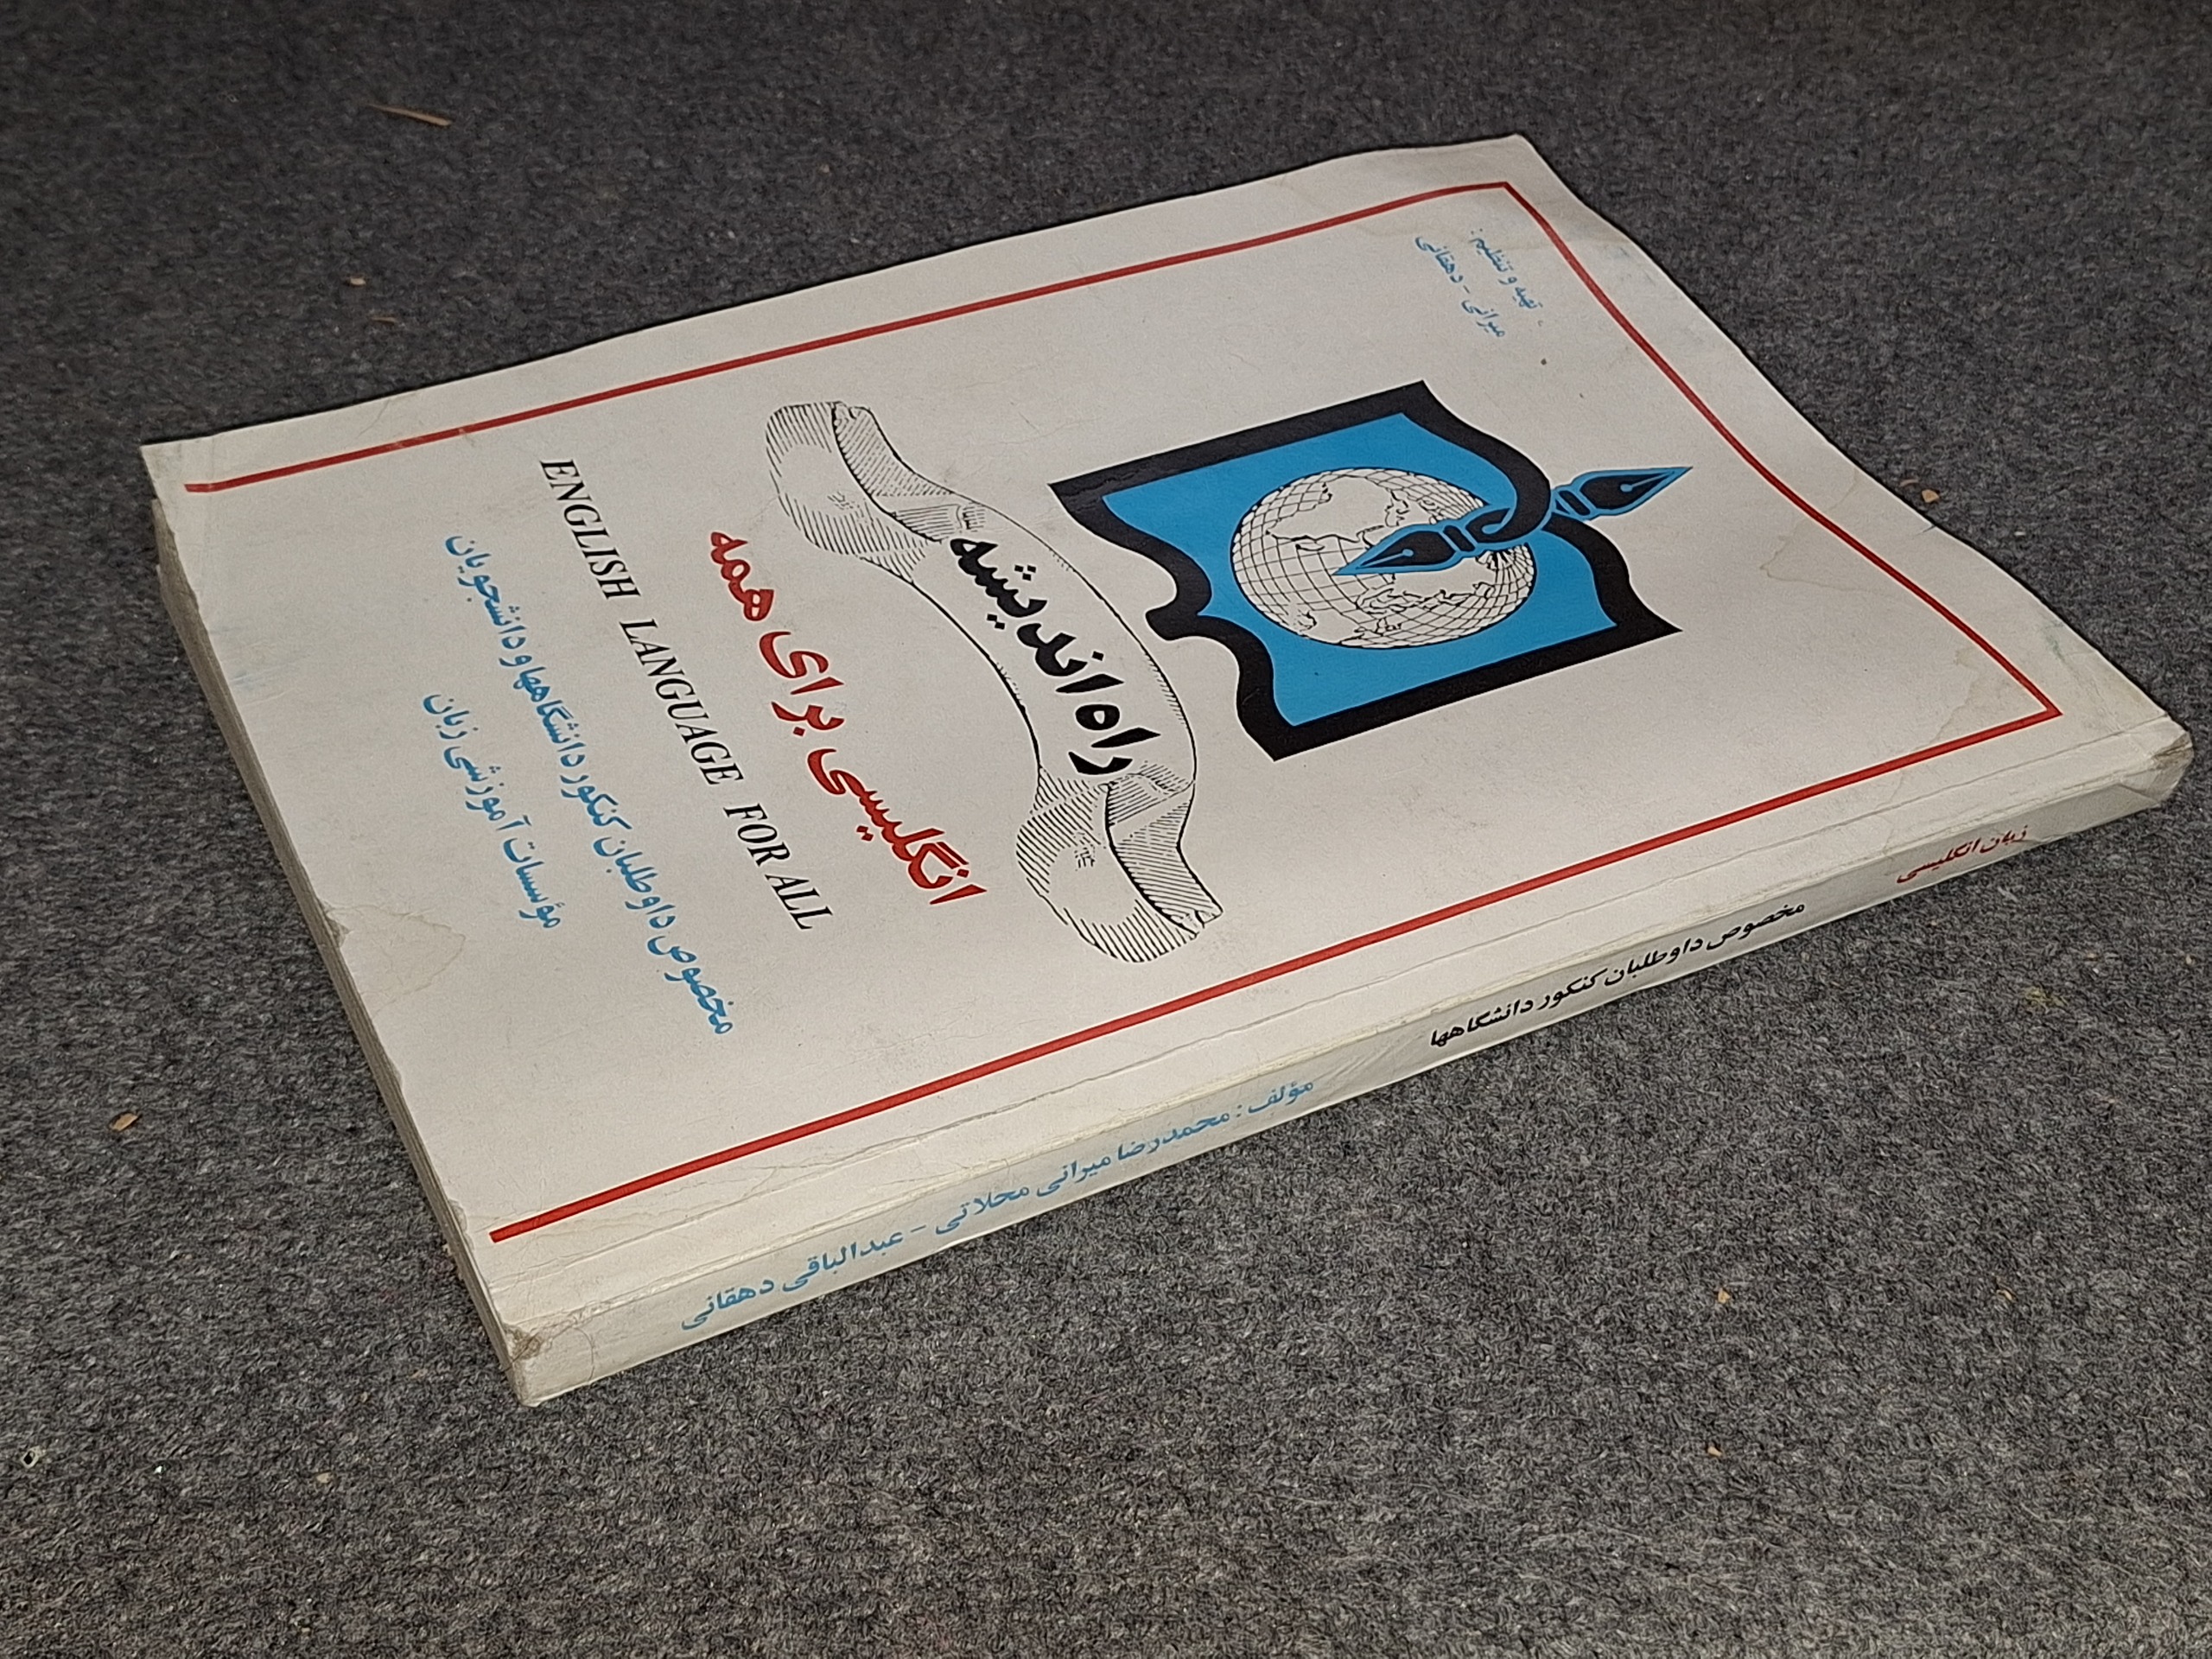 تهیه و تنظیم :
میرانی - دهقانی
راه اندیشه
انگلیسی برای همه
ENGLISH LANGUAGE FOR ALL
مخصوص داوطلبان کنکور دانشگاهها و دانشجویان
مؤسسات آموزشی زبان
زبان انگلیسی
مخصوص داوطلبان کنکور دانشگاهها
مؤلف : محمدرضا میرانی محلاتی - عبدالباقی دهقانی